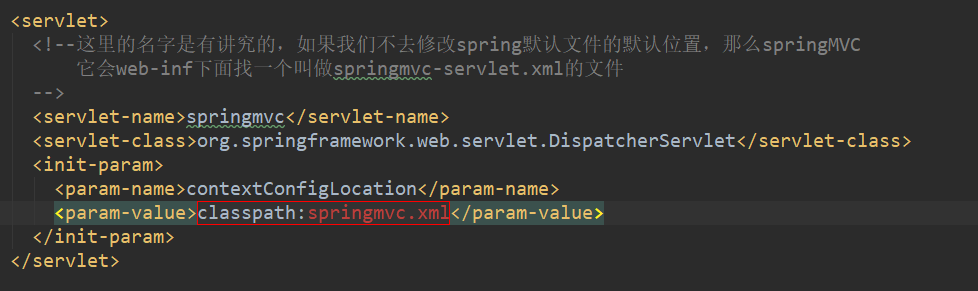 <servlet>
<!--这里的名字是有讲究的，如果我们不去修改spring默认文件的默认位置，那么springMVC
它会web-inf下面找一个叫做springmvc-servlet.xml的文件
-->
<servlet-name>springmvc</servlet-name>
<servlet-class>org.springframework.web.servlet.DispatcherServlet</servlet-class>
<init-param>
<param-name>contextConfigLocation</param-name>
<param-value>classpath:springmvc.xml</param-value>
</init-param>
</servlet>